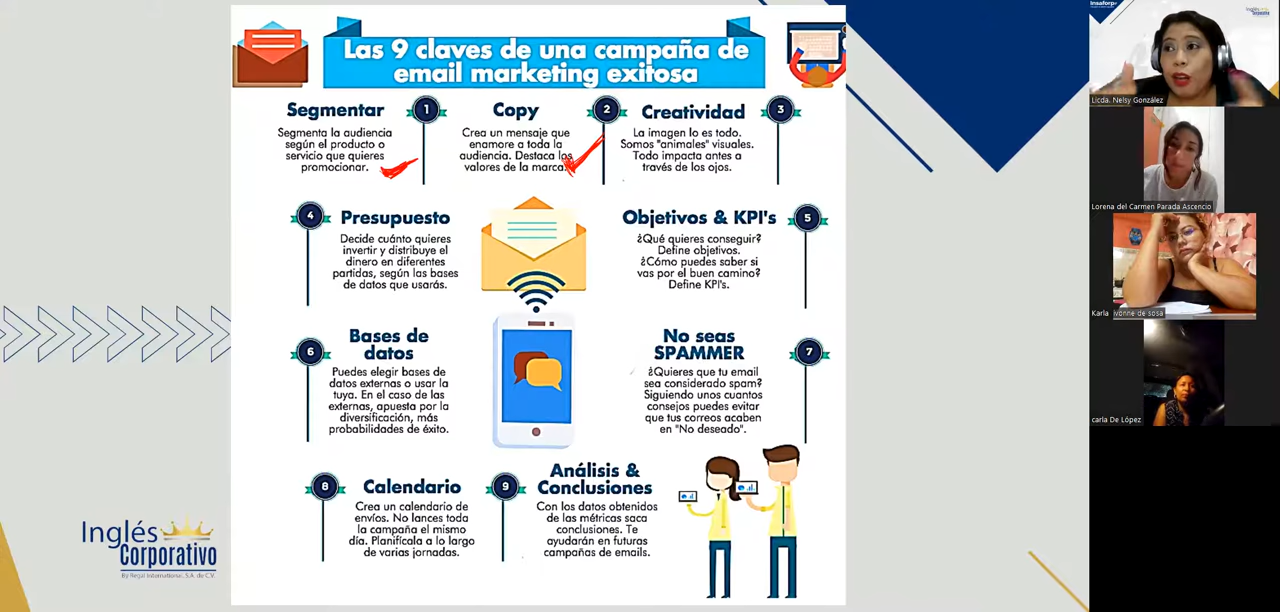 Las 9 claves de una campaña de
email marketing exitosa
Segmentar
1
Segmenta la audiencia
según el producto o
servicio que quieres
promocionar.
Copy
2
Crea un mensaje que
enamore a toda la
audiencia. Destaca los
valores de la marca.
Creatividad
3
La imagen lo es todo.
Somos "animales" visuales.
Todo impacta antes a
través de los ojos.
4
Presupuesto
Decide cuánto quieres
invertir y distribuye el
dinero en diferentes
partidas, según las bases
de datos que usarás.
Objetivos & KPI's
5
¿Qué quieres conseguir?
Define objetivos.
¿Cómo puedes saber si
vas por el buen camino?
Define KPI's.
6
Bases de
datos
Puedes elegir bases de
datos externas o usar la
tuya. En el caso de las
externas, apuesta por la
diversificación, más
probabilidades de éxito.
No seas
SPAMMER
7
¿Quieres que tu email
sea considerado spam?
Siguiendo unos cuantos
consejos puedes evitar
que tus correos acaben
en "No deseado".
8
Calendario
Crea un calendario de
envíos. No lances toda
la campaña el mismo
día. Planifícala a lo largo
de varias jornadas.
9
Análisis &
Conclusiones
Con los datos obtenidos
de las métricas saca
conclusiones. Te
ayudarán en futuras
campañas de emails.
Inglés
Corporativo
By Regal International, S.A. de C.V.
Insaforp
Inglés
Corporativo
Licda. Nelsy González
Lorena del Carmen Parada Ascencio
Karla Ivonne de sosa
carla De López